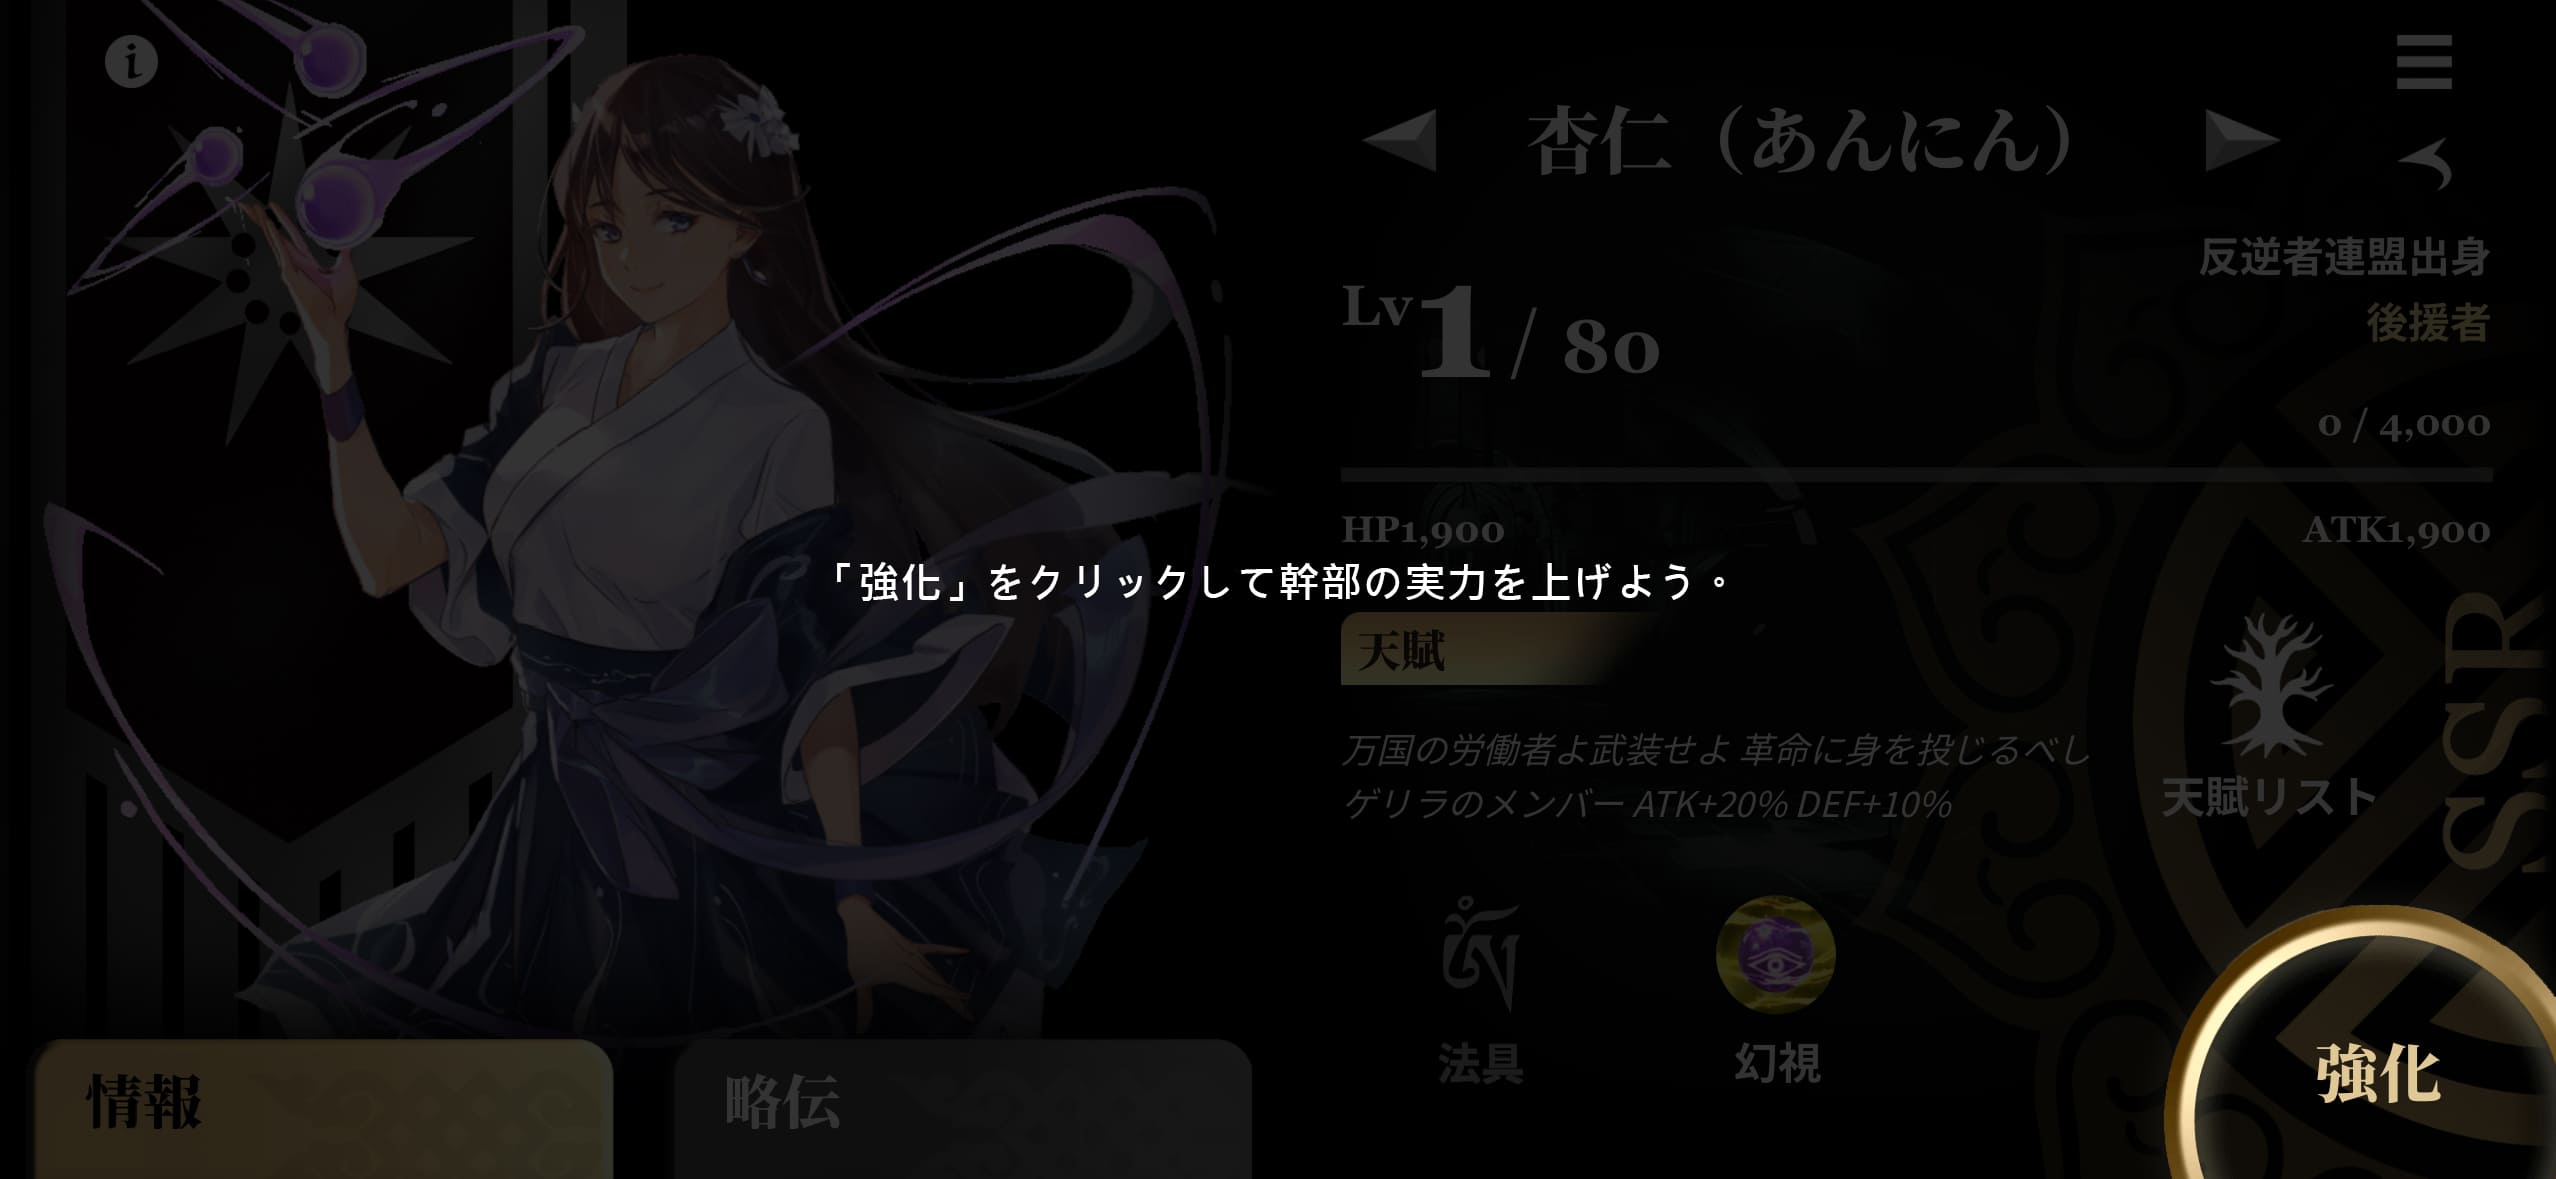 杏仁（あんにん）
反逆者連盟出身
後援者
Lv1 / 80
0 / 4,000
HP1,900
ATK1,900
「強化」をクリックして幹部の実力を上げよう。
天賦
万国の労働者よ武装せよ 革命に身を投じるべし
ゲリラのメンバー ATK+20% DEF+10%
天賦リスト
SSR
法具
幻視
強化
情報
略伝